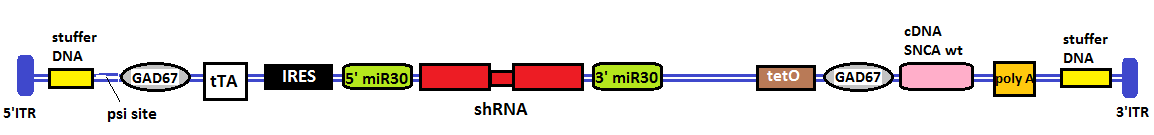 stuffer
DNA
5'ITR
psi site
GAD67
tTA
IRES
5' miR30
shRNA
3' miR30
tetO
GAD67
cDNA
SNCA wt
poly A
stuffer
DNA
3'ITR